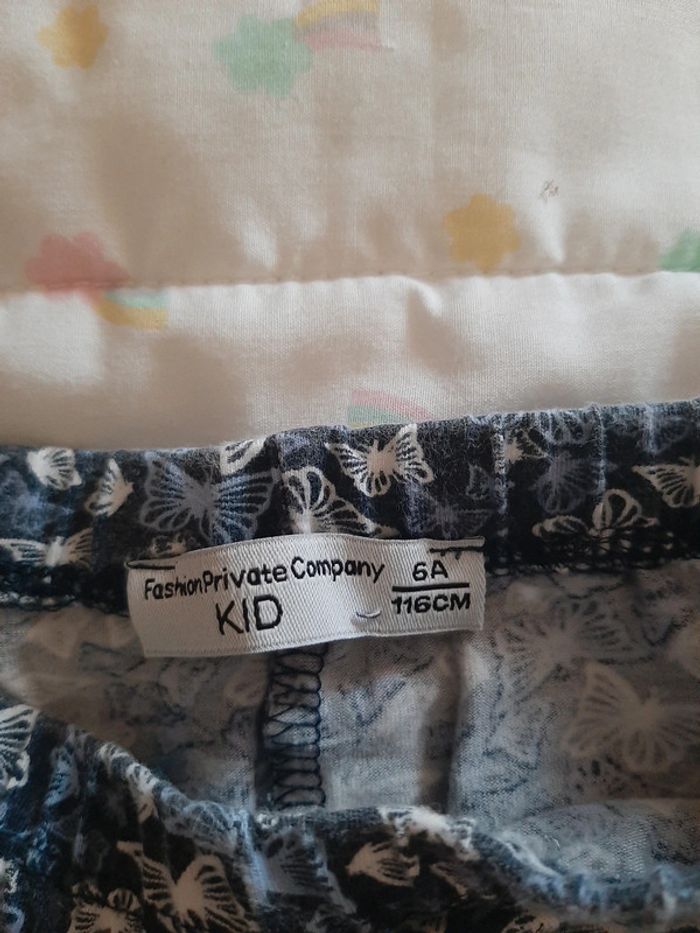 FashionPrivateCompany
KID
6A
116CM